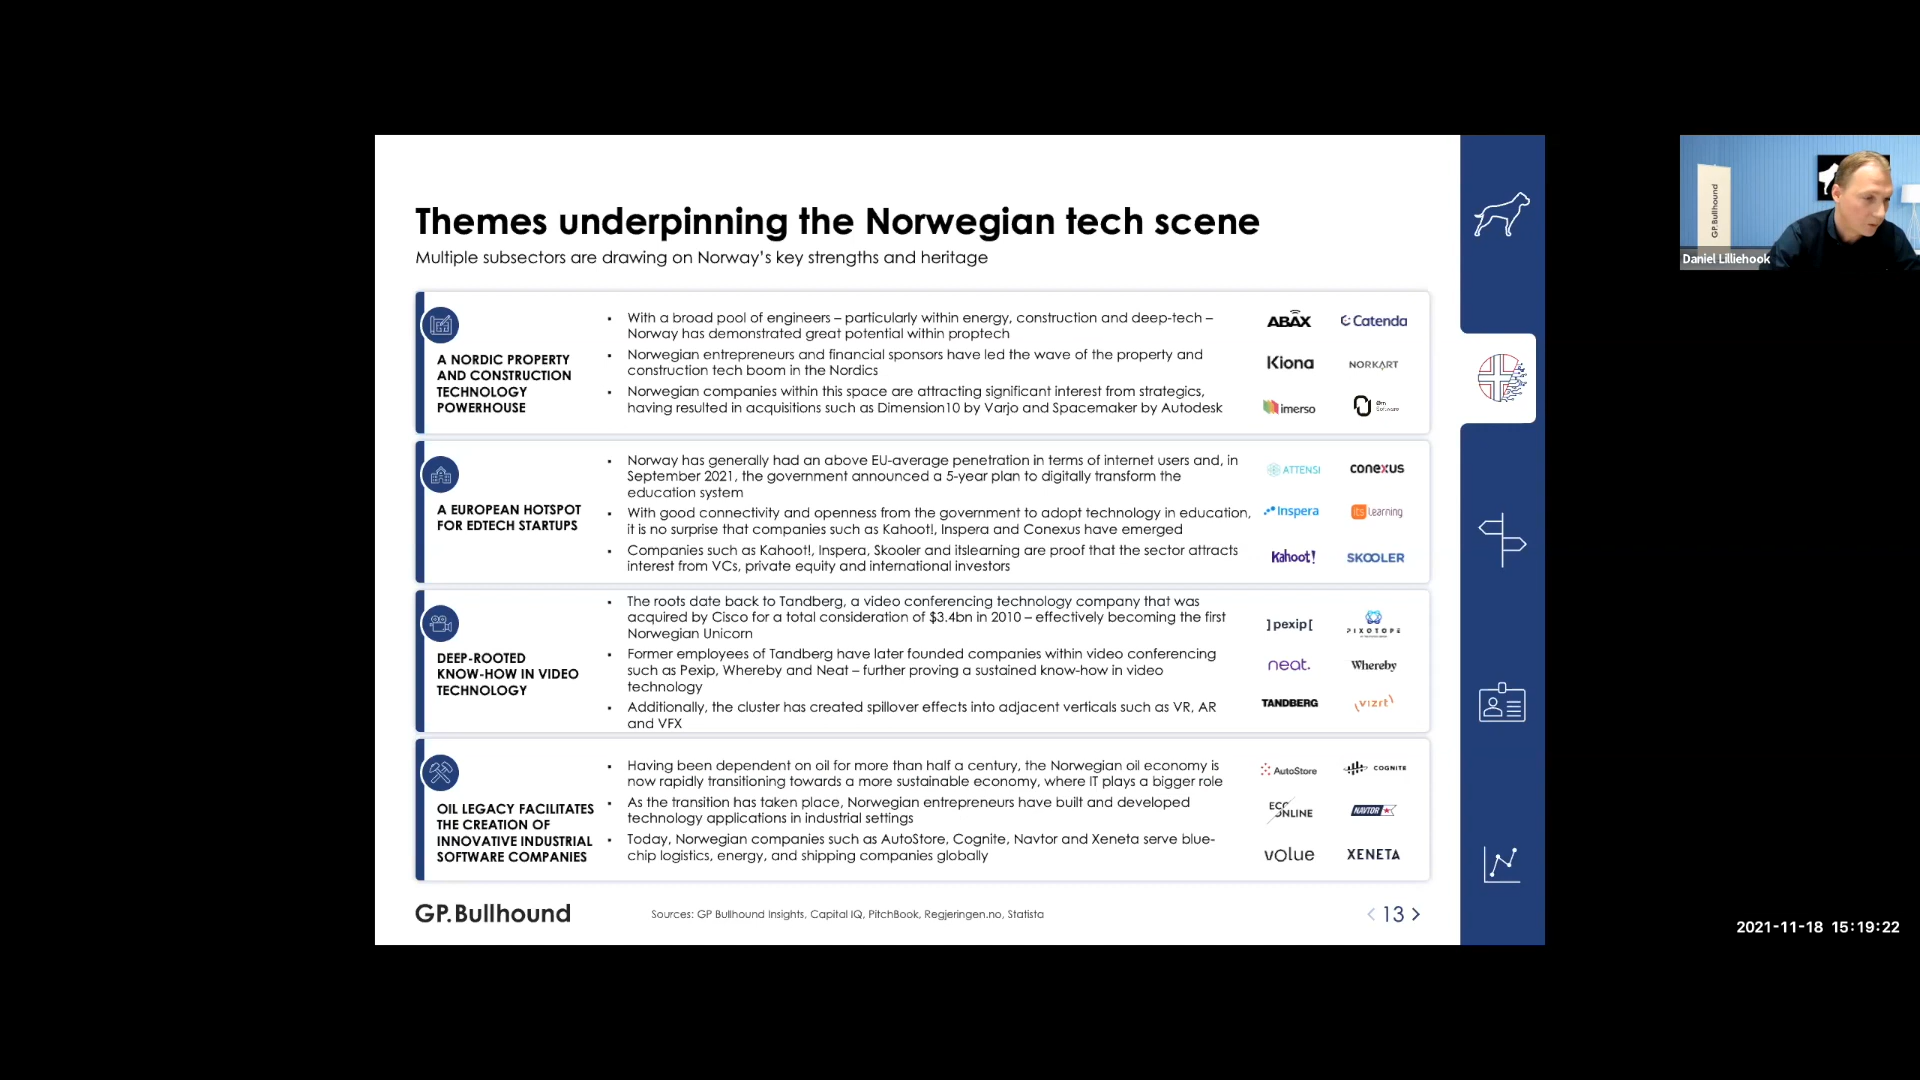 Themes underpinning the Norwegian tech scene
Multiple subsectors are drawing on Norway's key strengths and heritage
A NORDIC PROPERTY
AND CONSTRUCTION
TECHNOLOGY
POWERHOUSE
▪ With a broad pool of engineers – particularly within energy, construction and deep-tech –
Norway has demonstrated great potential within proptech
▪ Norwegian entrepreneurs and financial sponsors have led the wave of the property and
construction tech boom in the Nordics
▪ Norwegian companies within this space are attracting significant interest from strategics,
having resulted in acquisitions such as Dimension10 by Varjo and Spacemaker by Autodesk
ABAX Catenda
Kiona NORKART
imerso
A EUROPEAN HOTSPOT
FOR EDTECH STARTUPS
▪ Norway has generally had an above EU-average penetration in terms of internet users and, in
September 2021, the government announced a 5-year plan to digitally transform the
education system
▪ With good connectivity and openness from the government to adopt technology in education,
it is no surprise that companies such as Kahoot!, Inspera and Conexus have emerged
▪ Companies such as Kahoot!, Inspera, Skooler and itslearning are proof that the sector attracts
interest from VCs, private equity and international investors
ATTENSI conexus
Inspera its learning
Kahoot! SKOOLER
DEEP-ROOTED
KNOW-HOW IN VIDEO
TECHNOLOGY
▪ The roots date back to Tandberg, a video conferencing technology company that was
acquired by Cisco for a total consideration of $3.4bn in 2010 – effectively becoming the first
Norwegian Unicorn
▪ Former employees of Tandberg have later founded companies within video conferencing
such as Pexip, Whereby and Neat – further proving a sustained know-how in video
technology
▪ Additionally, the cluster has created spillover effects into adjacent verticals such as VR, AR
and VFX
]pexip[ PIXOTOPE
neat. Whereby
TANDBERG vizrt
OIL LEGACY FACILITATES
THE CREATION OF
INNOVATIVE INDUSTRIAL
SOFTWARE COMPANIES
▪ Having been dependent on oil for more than half a century, the Norwegian oil economy is
now rapidly transitioning towards a more sustainable economy, where IT plays a bigger role
▪ As the transition has taken place, Norwegian entrepreneurs have built and developed
technology applications in industrial settings
▪ Today, Norwegian companies such as AutoStore, Cognite, Navtor and Xeneta serve blue-
chip logistics, energy, and shipping companies globally
AutoStore COGNITE
ECO
ONLINE NAVTOR
volue XENETA
GP.Bullhound
Sources: GP Bullhound Insights, Capital IQ, PitchBook, Regjeringen.no, Statista
< 13 >
GP.Bullhound
Daniel Lilliehook
2021-11-18 15:19:22